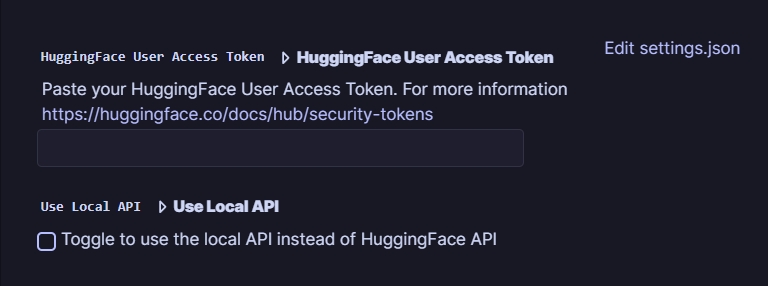 HuggingFace User Access Token ▷ HuggingFace User Access Token
Edit settings.json
Paste your HuggingFace User Access Token. For more information
https://huggingface.co/docs/hub/security-tokens
Use Local API ▷ Use Local API
Toggle to use the local API instead of HuggingFace API